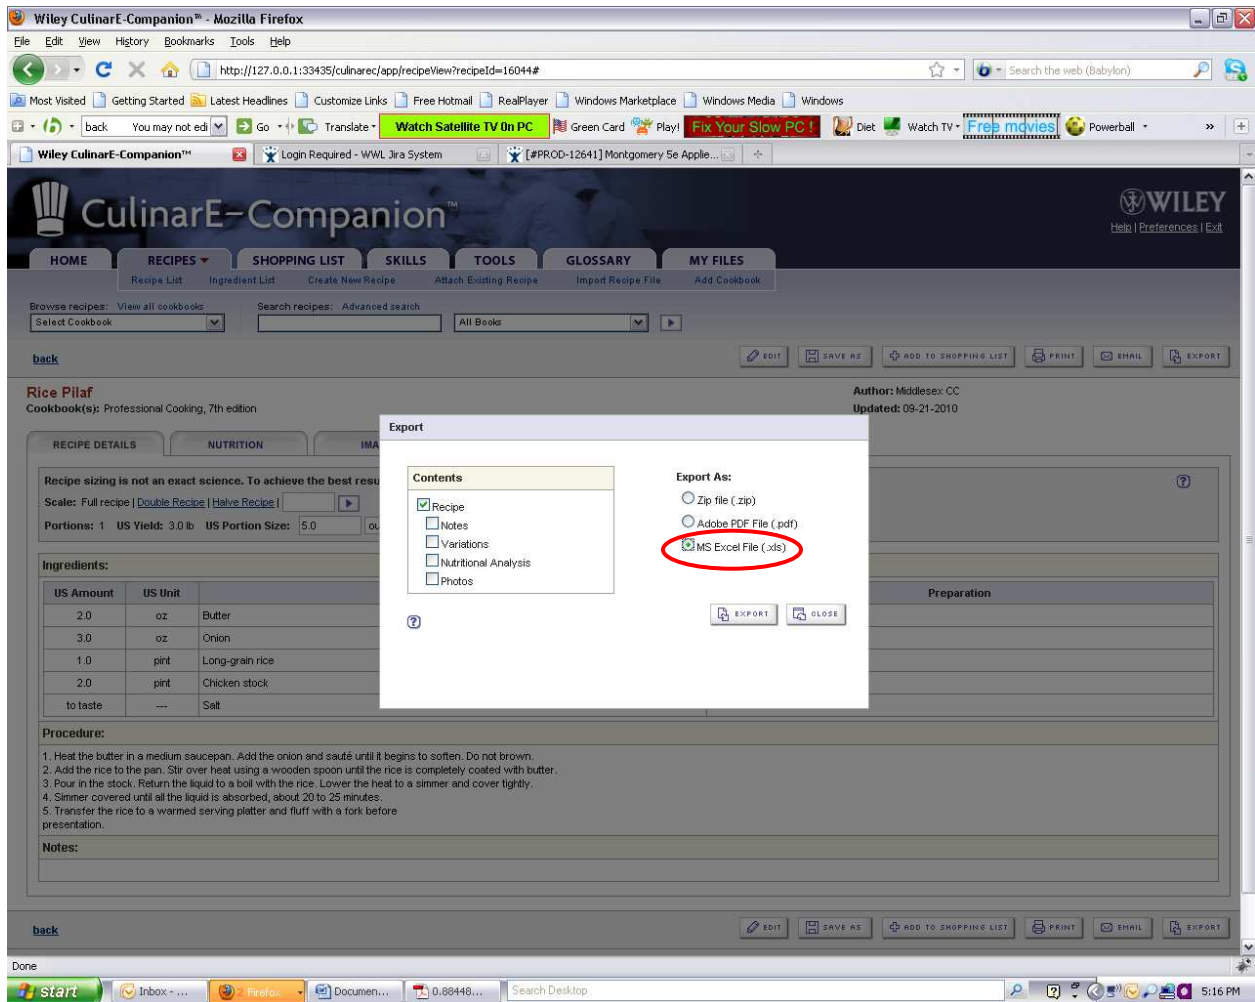 Wiley CulinarE-Companion™ - Mozilla Firefox
File Edit View History Bookmarks Tools Help
http://127.0.0.1:33435/culinarec/app/recipeView?recipeId=16044#
Search the web (Babylon)
Most Visited Getting Started Latest Headlines Customize Links Free Hotmail RealPlayer Windows Marketplace Windows Media Windows
back You may not edi Go Translate Watch Satellite TV On PC Green Card Play! Fix Your Slow PC ! Diet Watch TV Free movies Powerball »
Wiley CulinarE-Companion™ Login Required - WWL Jira System [#PROD-12641] Montgomery 5e Applie...
CulinarE-Companion™ WILEY
Help | Preferences | Exit
HOME RECIPES SHOPPING LIST SKILLS TOOLS GLOSSARY MY FILES
Recipe List Ingredient List Create New Recipe Attach Existing Recipe Import Recipe File Add Cookbook
Browse recipes: View all cookbooks Search recipes: Advanced search
Select Cookbook All Books
back EDIT SAVE AS ADD TO SHOPPING LIST PRINT EMAIL EXPORT
Rice Pilaf Author: Middlesex CC
Cookbook(s): Professional Cooking, 7th edition Updated: 09-21-2010
Export
RECIPE DETAILS NUTRITION IMA
Contents Export As:
Recipe sizing is not an exact science. To achieve the best resu
Scale: Full recipe | Double Recipe | Halve Recipe |
Portions: 1 US Yield: 3.0 lb US Portion Size: 5.0 ou
Recipe Zip file (.zip)
Notes Adobe PDF File (.pdf)
Variations MS Excel File (.xls)
Nutritional Analysis
Photos
EXPORT CLOSE
Ingredients:
US Amount US Unit Preparation
2.0 oz Butter
3.0 oz Onion
1.0 pint Long-grain rice
2.0 pint Chicken stock
to taste --- Salt
Procedure:
1. Heat the butter in a medium saucepan. Add the onion and sauté until it begins to soften. Do not brown.
2. Add the rice to the pan. Stir over heat using a wooden spoon until the rice is completely coated with butter.
3. Pour in the stock. Return the liquid to a boil with the rice. Lower the heat to a simmer and cover tightly.
4. Simmer covered until all the liquid is absorbed, about 20 to 25 minutes.
5. Transfer the rice to a warmed serving platter and fluff with a fork before
presentation.
Notes:
back EDIT SAVE AS ADD TO SHOPPING LIST PRINT EMAIL EXPORT
Done
start Inbox - ... 2 Firefox Documen... 0.88448... Search Desktop 5:16 PM